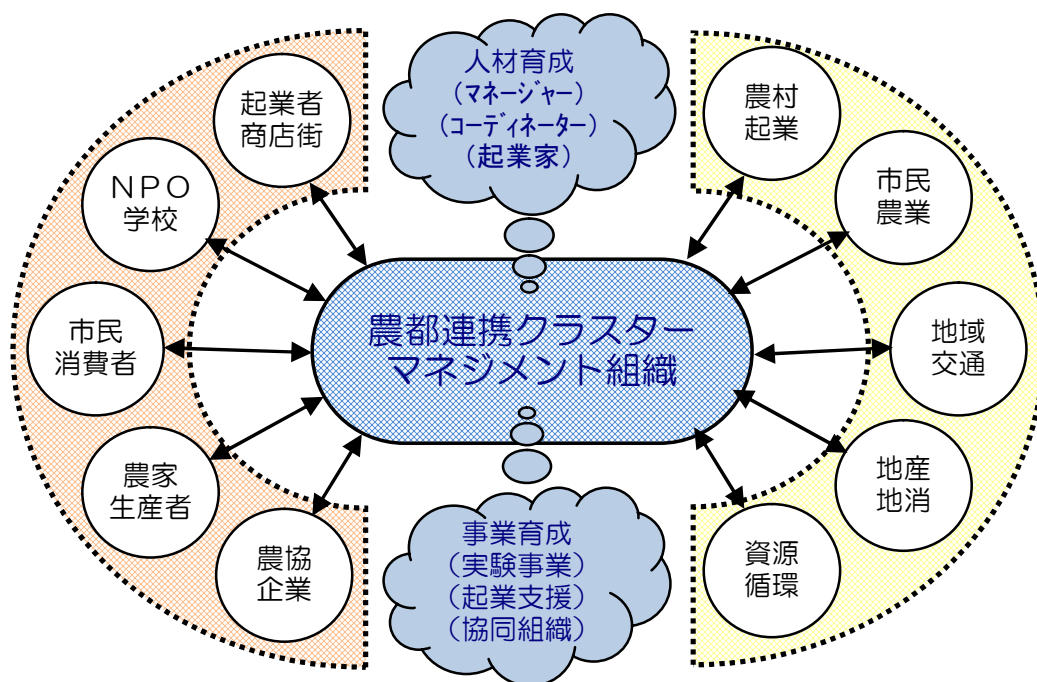 人材育成
(マネージャー)
(コーディネーター)
(起業家)
起業者
商店街
NPO
学校
市民
消費者
農家
生産者
農協
企業
農都連携クラスター
マネジメント組織
農村
起業
市民
農業
地域
交通
地産
地消
資源
循環
事業育成
(実験事業)
(起業支援)
(協同組織)